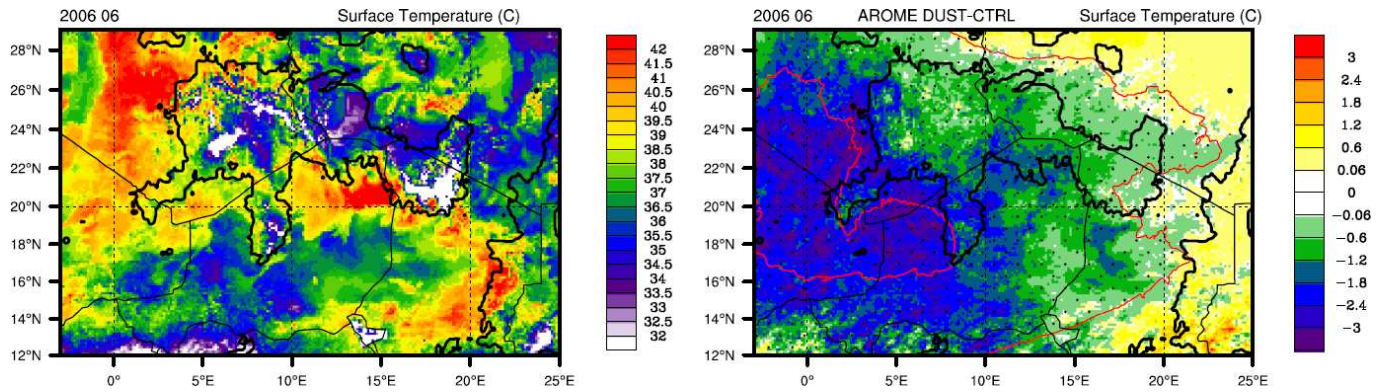 2006 06 Surface Temperature (C)
28°N
26°N
24°N
22°N
20°N
18°N
16°N
14°N
12°N
0° 5°E 10°E 15°E 20°E 25°E
42
41.5
41
40.5
40
39.5
39
38.5
38
37.5
37
36.5
36
35.5
35
34.5
34
33.5
33
32.5
32
2006 06 AROME DUST-CTRL Surface Temperature (C)
28°N
26°N
24°N
22°N
20°N
18°N
16°N
14°N
12°N
0° 5°E 10°E 15°E 20°E 25°E
3
2.4
1.8
1.2
0.6
0.06
0
−0.06
−0.6
−1.2
−1.8
−2.4
−3